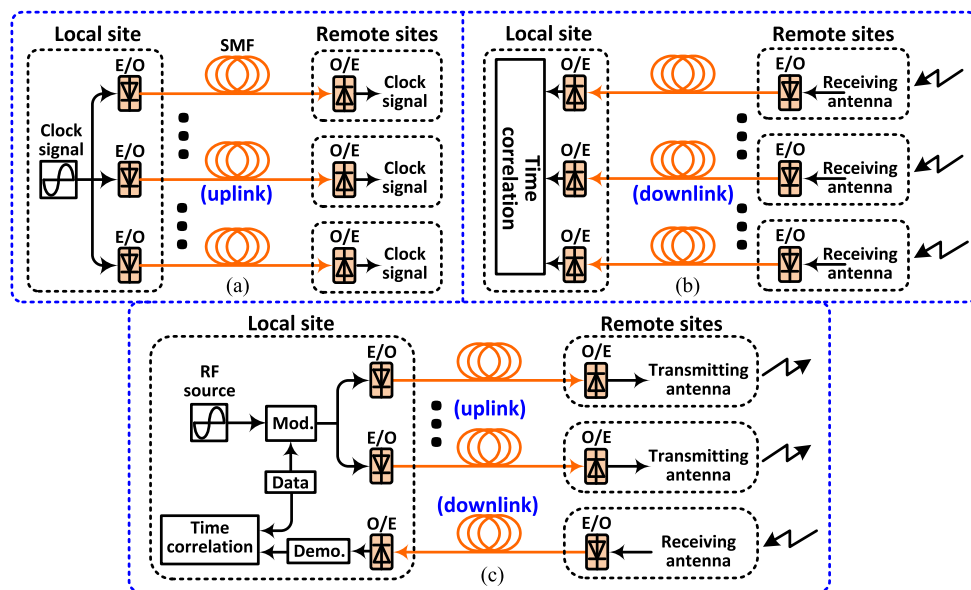 Local site
SMF
Remote sites
E/O
O/E
Clock
signal
Clock
signal
E/O
O/E
Clock
signal
(uplink)
E/O
O/E
Clock
signal
(a)
Local site
Remote sites
O/E
E/O
Receiving
antenna
Time
correlation
O/E
E/O
Receiving
antenna
(downlink)
O/E
E/O
Receiving
antenna
(b)
Local site
Remote sites
E/O
O/E
RF
source
Transmitting
antenna
Mod.
(uplink)
E/O
O/E
Transmitting
antenna
Data
(downlink)
Time
correlation
O/E
E/O
Demo.
Receiving
antenna
(c)